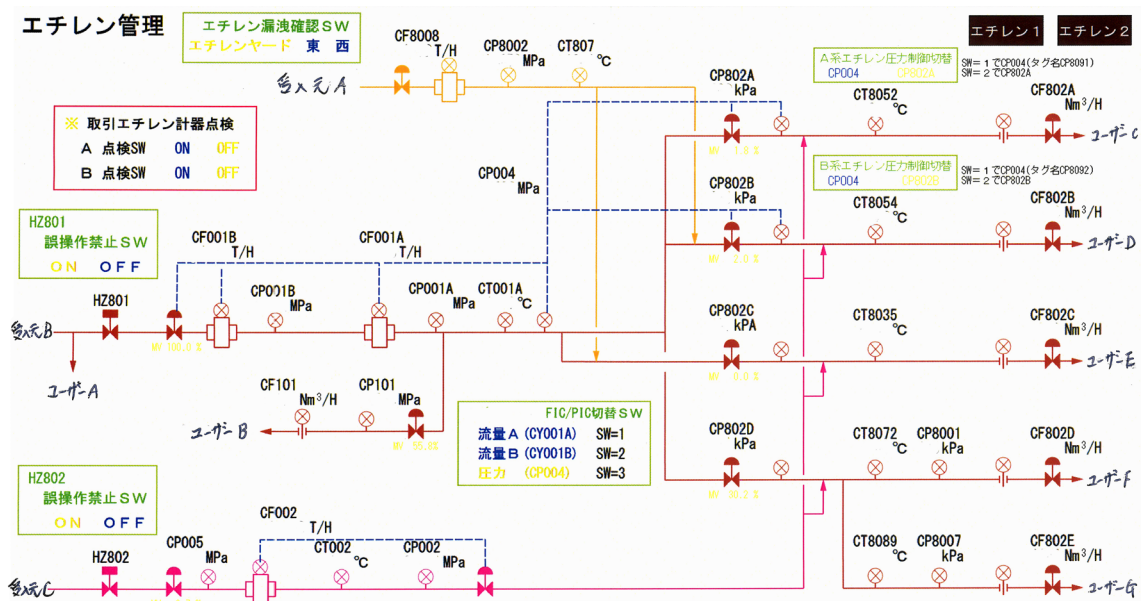 エチレン管理
エチレン漏洩確認SW
エチレンヤード 東 西
エチレン1
エチレン2
CF8008
T/H
CP8002
MPa
CT807
℃
受入元A
CP802A
kPa
MV 1.8 %
A系エチレン圧力制御切替
CP004 CP802A
SW=1でCP004(タグ名CP8091)
SW=2でCP802A
CT8052
℃
CF802A
Nm³/H
ユーザーC
※ 取引エチレン計器点検
A 点検SW ON OFF
B 点検SW ON OFF
CP004
MPa
CP802B
kPa
MV 2.0 %
B系エチレン圧力制御切替
CP004 CP802B
SW=1でCP004(タグ名CP8092)
SW=2でCP802B
CT8054
℃
CF802B
Nm³/H
ユーザーD
HZ801
誤操作禁止SW
ON OFF
CF001B
T/H
CF001A
T/H
HZ801
CP001B
MPa
CP001A
MPa
CT001A
℃
受入元B
MV 100.0 %
ユーザーA
CP802C
kPA
MV 0.0 %
CT8035
℃
CF802C
Nm³/H
ユーザーE
CF101
Nm³/H
CP101
MPa
ユーザーB
FIC/PIC切替SW
流量A (CY001A) SW=1
流量B (CY001B) SW=2
圧力 (CP004) SW=3
CP802D
kPa
CT8072
℃
CP8001
kPa
CF802D
Nm³/H
ユーザーF
HZ802
誤操作禁止SW
ON OFF
CF002
T/H
HZ802
CP005
MPa
CT002
℃
CP002
MPa
受入元C
CT8089
℃
CP8007
kPa
CF802E
Nm³/H
ユーザーG